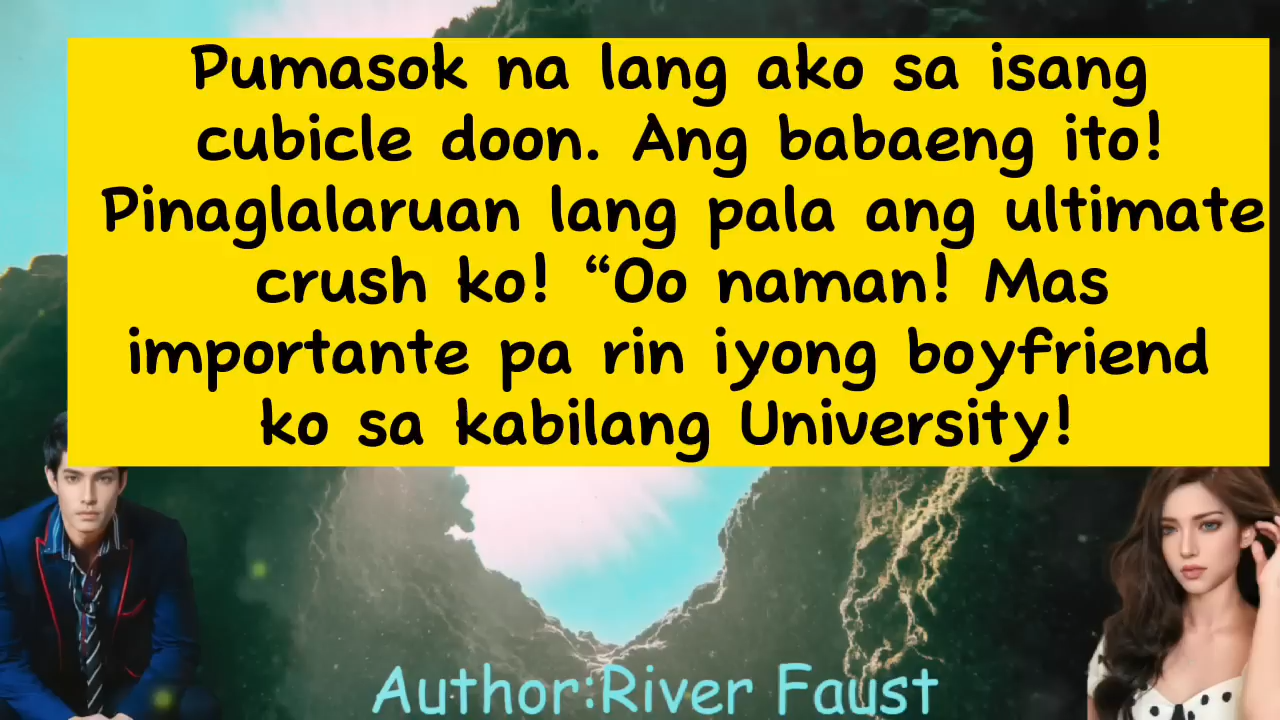 Pumasok na lang ako sa isang
cubicle doon. Ang babaeng ito!
Pinaglalaruan lang pala ang ultimate
crush ko! “Oo naman! Mas
importante pa rin iyong boyfriend
ko sa kabilang University!
Author:River Faust